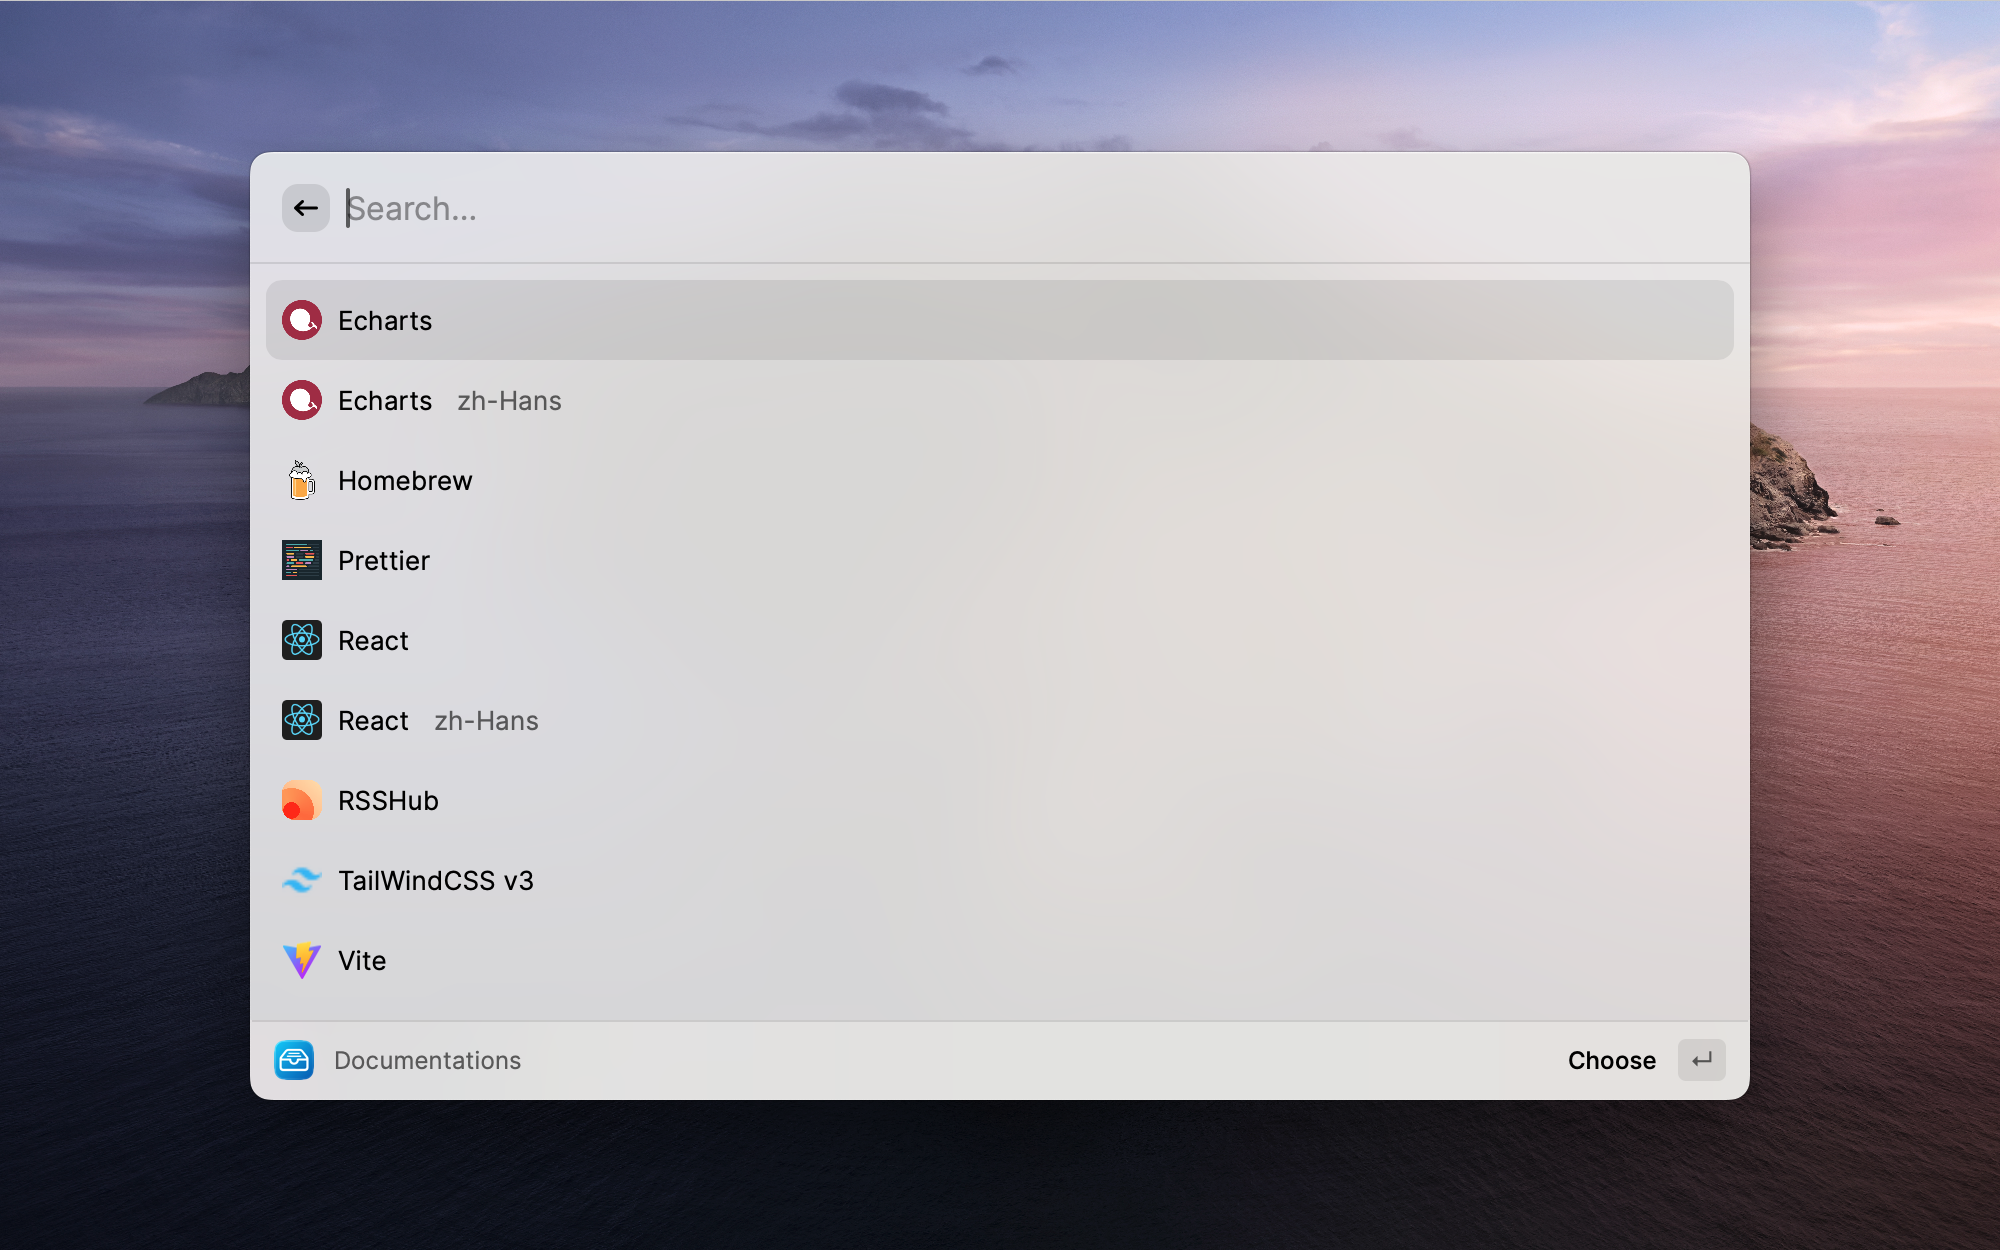 Search...
Echarts
Echarts zh-Hans
Homebrew
Prettier
React
React zh-Hans
RSSHub
TailWindCSS v3
Vite
Documentations
Choose